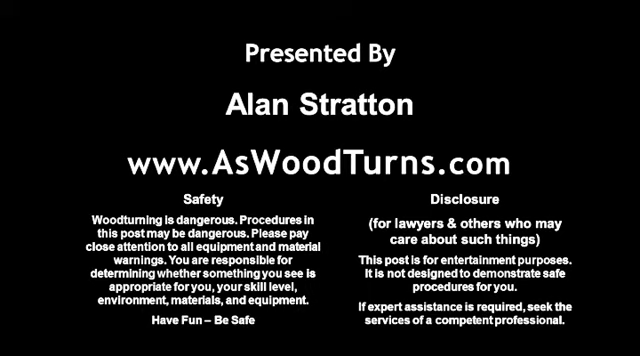 Presented By
Alan Stratton
www.AsWoodTurns.com
Safety
Woodturning is dangerous. Procedures in
this post may be dangerous. Please pay
close attention to all equipment and material
warnings. You are responsible for
determining whether something you see is
appropriate for you, your skill level,
environment, materials, and equipment.
Have Fun – Be Safe
Disclosure
(for lawyers & others who may
care about such things)
This post is for entertainment purposes.
It is not designed to demonstrate safe
procedures for you.
If expert assistance is required, seek the
services of a competent professional.